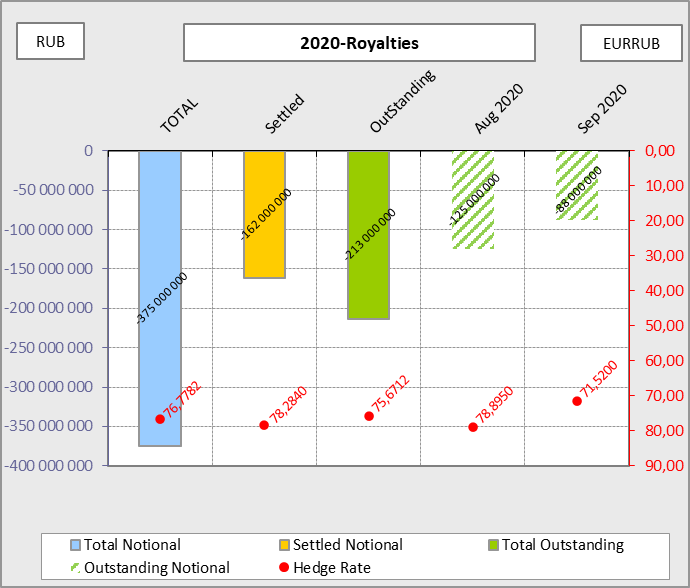 RUB
2020-Royalties
EURRUB
TOTAL
Settled
OutStanding
Aug 2020
Sep 2020
0
-50 000 000
-100 000 000
-150 000 000
-200 000 000
-250 000 000
-300 000 000
-350 000 000
-400 000 000
0,00
10,00
20,00
30,00
40,00
50,00
60,00
70,00
80,00
90,00
-375 000 000
-162 000 000
-213 000 000
-125 000 000
-88 000 000
76,7782
78,2840
75,6712
78,8950
71,5200
Total Notional
Settled Notional
Total Outstanding
Outstanding Notional
Hedge Rate